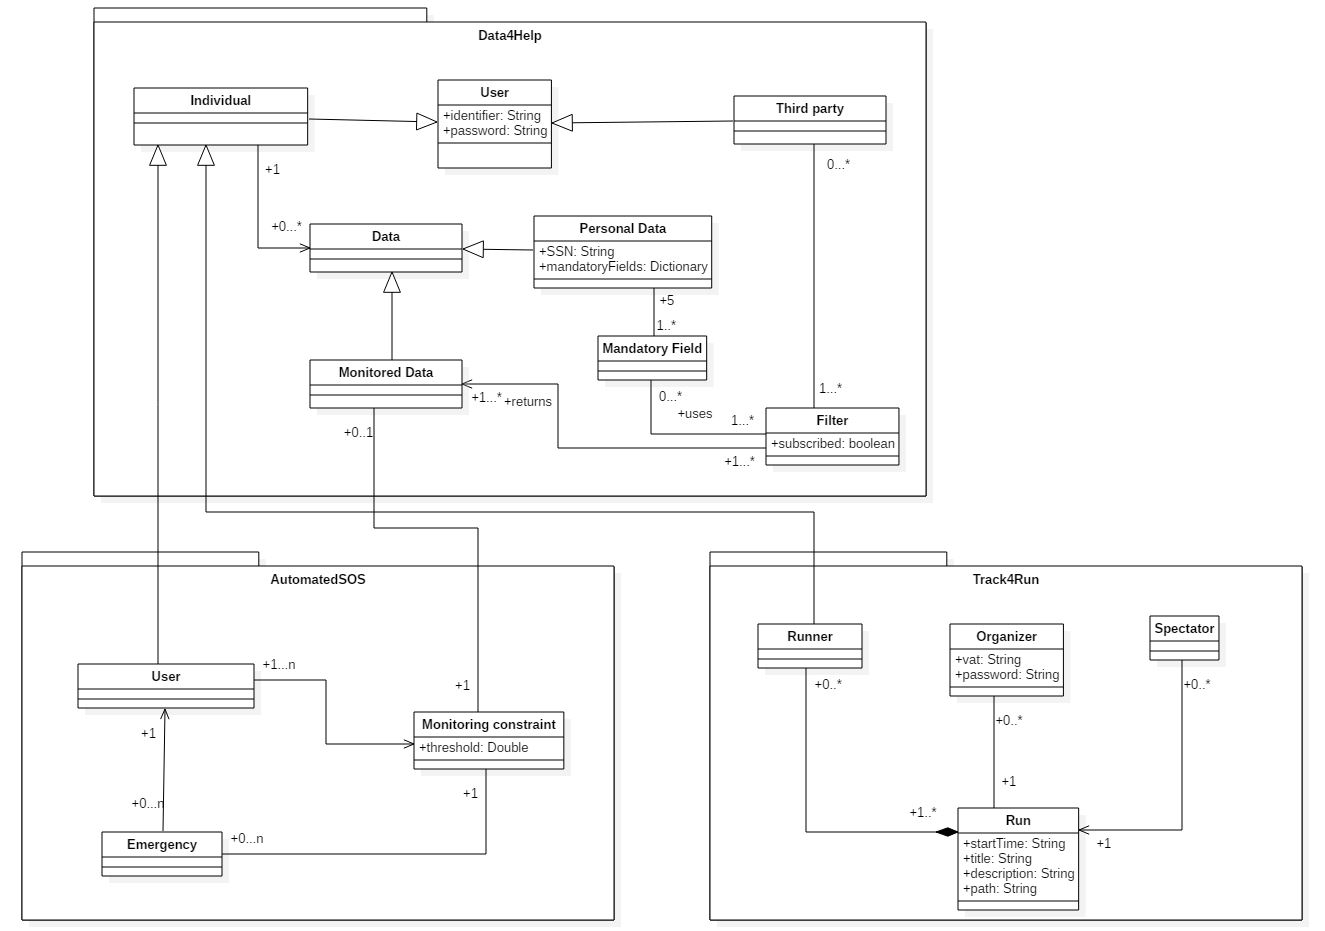 Data4Help
Individual
User
+identifier: String
+password: String
Third party
+1
0...*
+0...*
Data
Personal Data
+SSN: String
+mandatoryFields: Dictionary
+5
1..*
Mandatory Field
Monitored Data
+1...*
+returns
0...*
+uses
1...*
1...*
Filter
+subscribed: boolean
+1...*
+0..1
AutomatedSOS
User
+1...n
+1
Monitoring constraint
+threshold: Double
+1
+1
+0...n
Emergency
+0...n
Track4Run
Runner
Organizer
+vat: String
+password: String
Spectator
+0..*
+0..*
+0..*
+1
+1..*
Run
+startTime: String
+title: String
+description: String
+path: String
+1